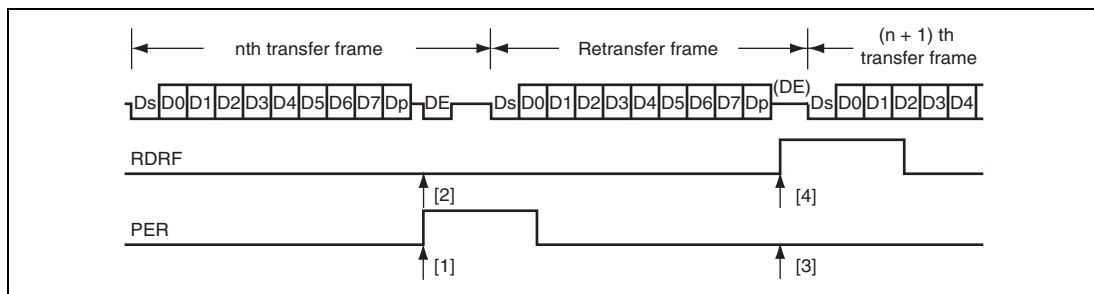 nth transfer frame Retransfer frame (n + 1) th
transfer frame
Ds D0 D1 D2 D3 D4 D5 D6 D7 Dp DE Ds D0 D1 D2 D3 D4 D5 D6 D7 Dp (DE) Ds D0 D1 D2 D3 D4
RDRF
[2] [4]
PER
[1] [3]